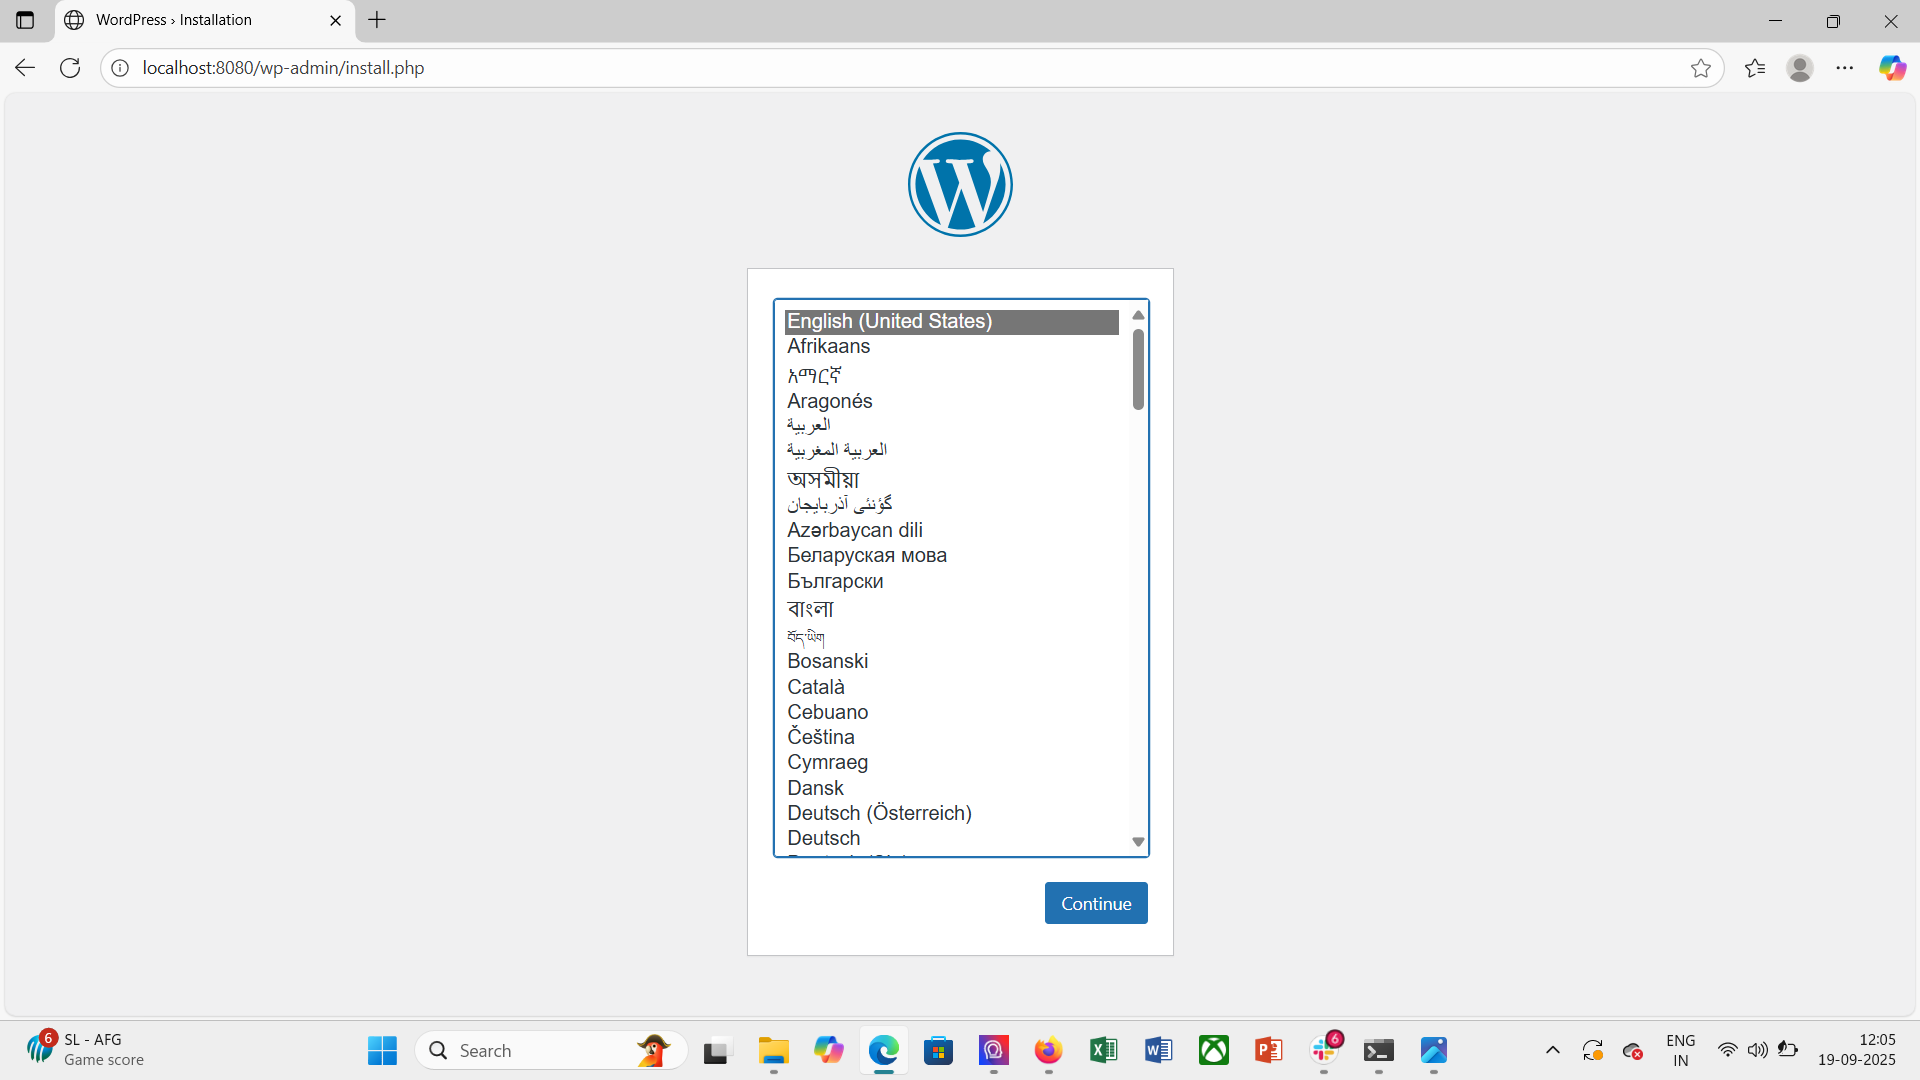 WordPress › Installation
localhost:8080/wp-admin/install.php
English (United States)
Afrikaans
አማርኛ
Aragonés
العربية
العربية المغربية
অসমীয়া
گؤنئی آذربایجان
Azərbaycan dili
Беларуская мова
Български
বাংলা
བོད་ཡིག
Bosanski
Català
Cebuano
Čeština
Cymraeg
Dansk
Deutsch (Österreich)
Deutsch
Continue
6
SL - AFG
Game score
Search
6
ENG
IN
12:05
19-09-2025